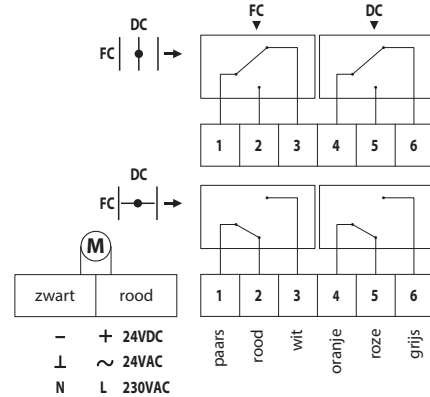 FC DC
DC
FC
1 2 3 4 5 6
DC
FC
M
zwart rood
1 2 3 4 5 6
paars rood wit oranje roze grijs
– + 24VDC
⊥ ~ 24VAC
N L 230VAC